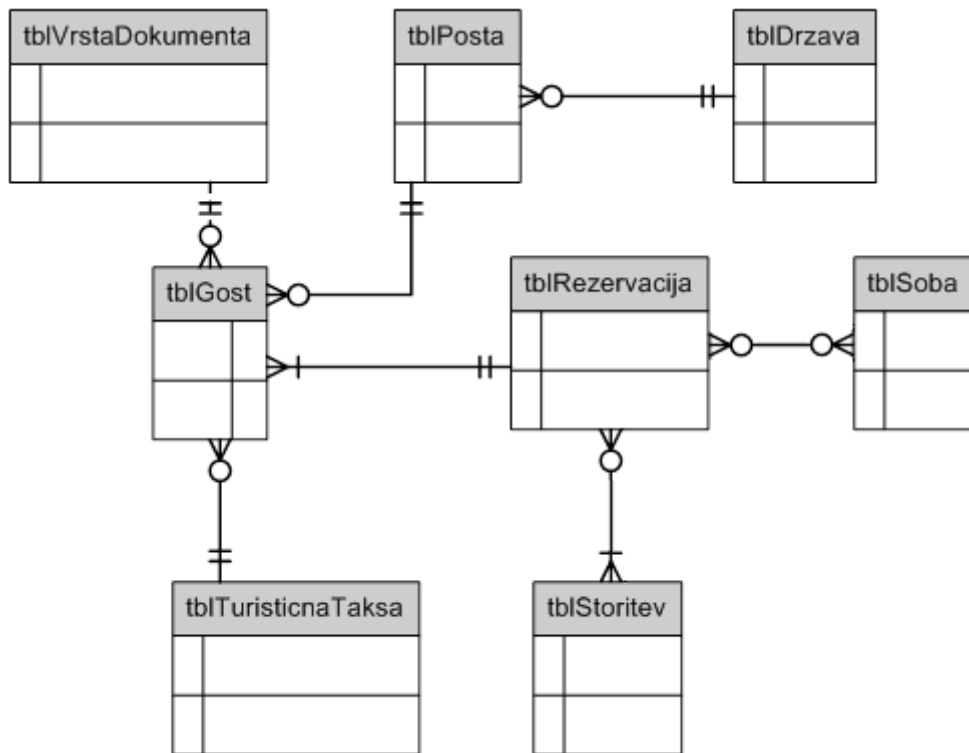 tblVrstaDokumenta
tblPosta
tblDrzava
tblGost
tblRezervacija
tblSoba
tblTuristicnaTaksa
tblStoritev